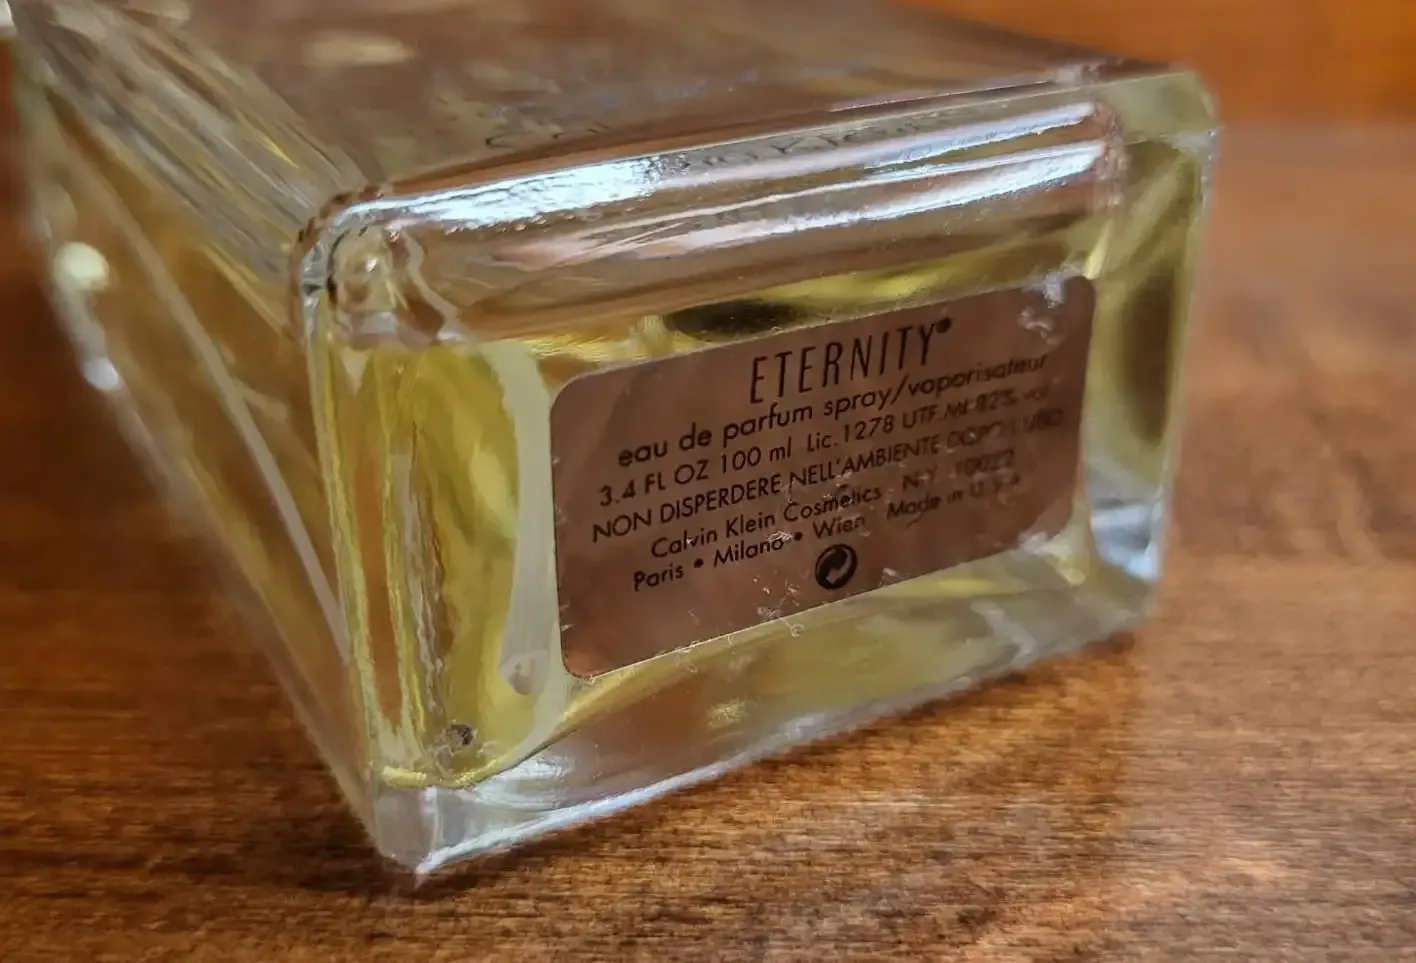 ETERNITY®
eau de parfum spray/vaporisateur
3.4 FL OZ 100 ml Lic. 1278 UTF.MI-82% vol
NON DISPERDERE NELL'AMBIENTE DOPO L'USO
Calvin Klein Cosmetics N.Y. 10022
Paris • Milano • Wien Made in U.S.A